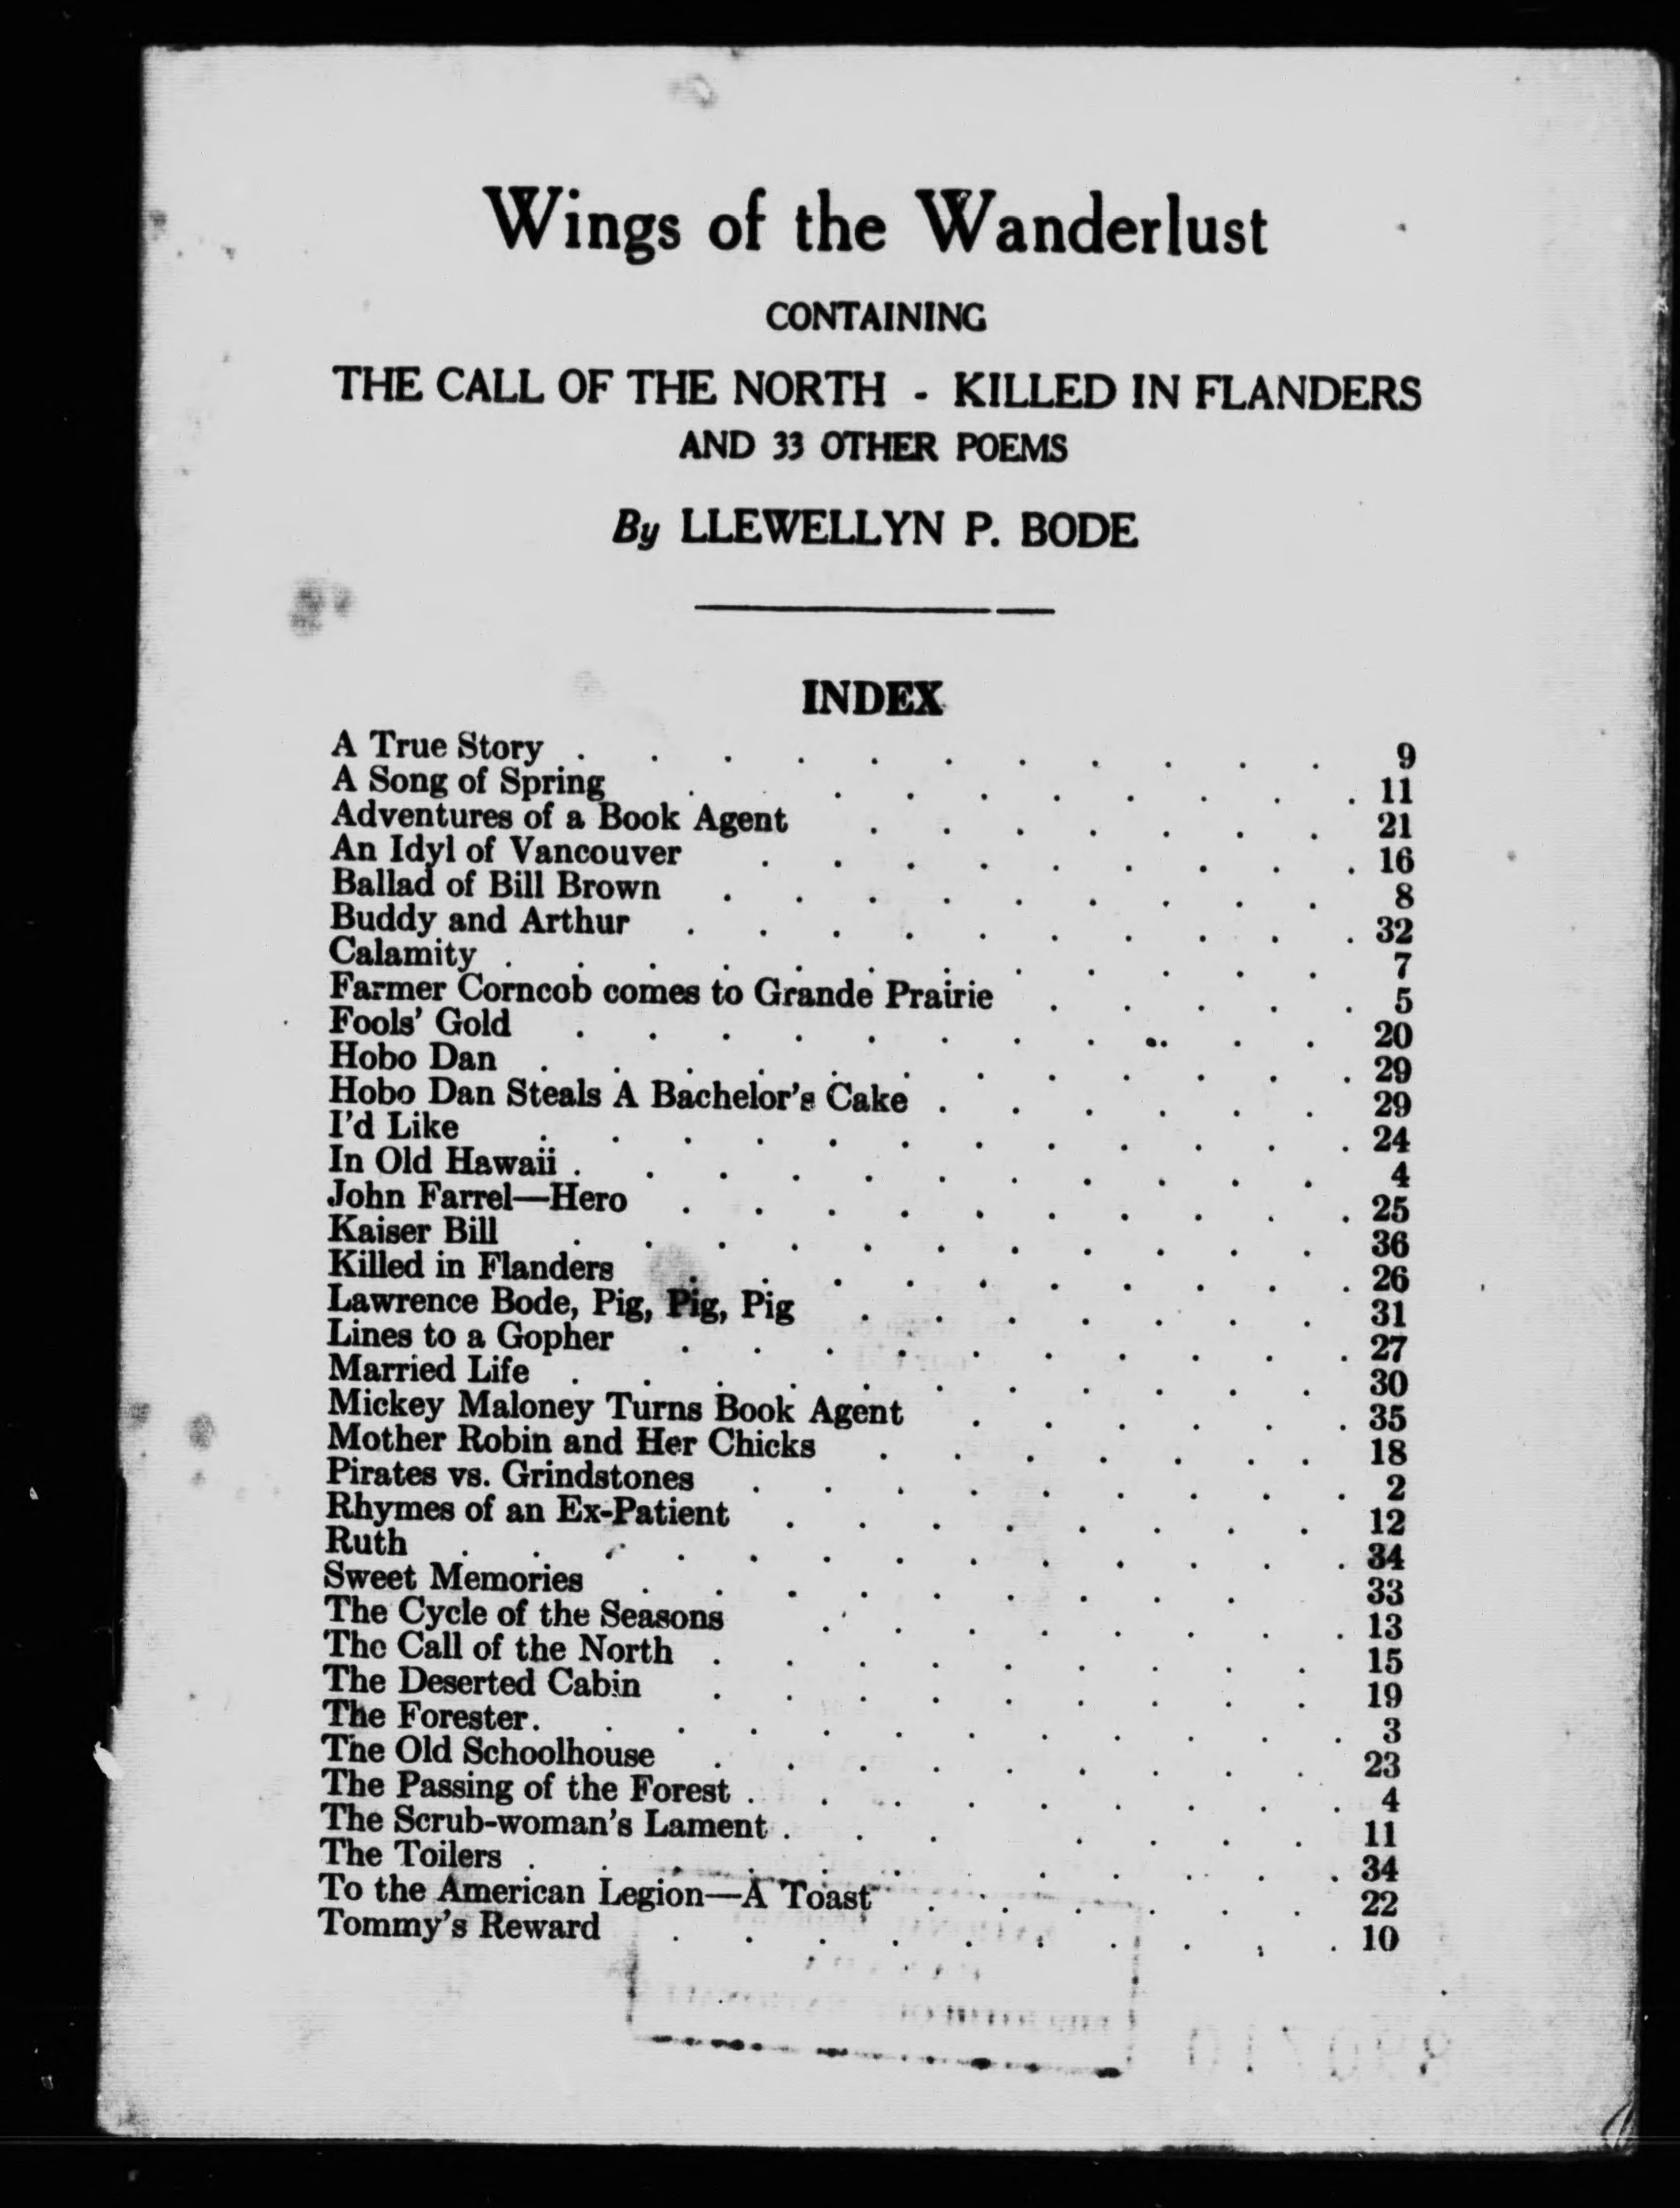 Wings of the Wanderlust
CONTAINING
THE CALL OF THE NORTH - KILLED IN FLANDERS
AND 33 OTHER POEMS
By LLEWELLYN P. BODE
INDEX
A True Story . . . . . . . . . . . 9
A Song of Spring . . . . . . . . . . 11
Adventures of a Book Agent . . . . . . . 21
An Idyl of Vancouver . . . . . . . . . 16
Ballad of Bill Brown . . . . . . . . . 8
Buddy and Arthur . . . . . . . . . . 32
Calamity . . . . . . . . . . . . 7
Farmer Corncob comes to Grande Prairie . . . . . 5
Fools' Gold . . . . . . . . . . . 20
Hobo Dan . . . . . . . . . . . . 29
Hobo Dan Steals A Bachelor's Cake . . . . . . 29
I'd Like . . . . . . . . . . . . 24
In Old Hawaii . . . . . . . . . . . 4
John Farrel—Hero . . . . . . . . . . 25
Kaiser Bill . . . . . . . . . . . 36
Killed in Flanders . . . . . . . . . . 26
Lawrence Bode, Pig, Pig, Pig . . . . . . . 31
Lines to a Gopher . . . . . . . . . . 27
Married Life . . . . . . . . . . . 30
Mickey Maloney Turns Book Agent . . . . . . 35
Mother Robin and Her Chicks . . . . . . . 18
Pirates vs. Grindstones . . . . . . . . . 2
Rhymes of an Ex-Patient . . . . . . . . 12
Ruth . . . . . . . . . . . . . 34
Sweet Memories . . . . . . . . . 33
The Cycle of the Seasons . . . . . . . . 13
The Call of the North . . . . . . . . . 15
The Deserted Cabin . . . . . . . . . 19
The Forester. . . . . . . . . . . . 3
The Old Schoolhouse . . . . . . . . . 23
The Passing of the Forest . . . . . . . . . 4
The Scrub-woman's Lament . . . . . . . 11
The Toilers . . . . . . . . . . . . 34
To the American Legion—A Toast . . . . . . 22
Tommy's Reward . . . . . . . . . . 10